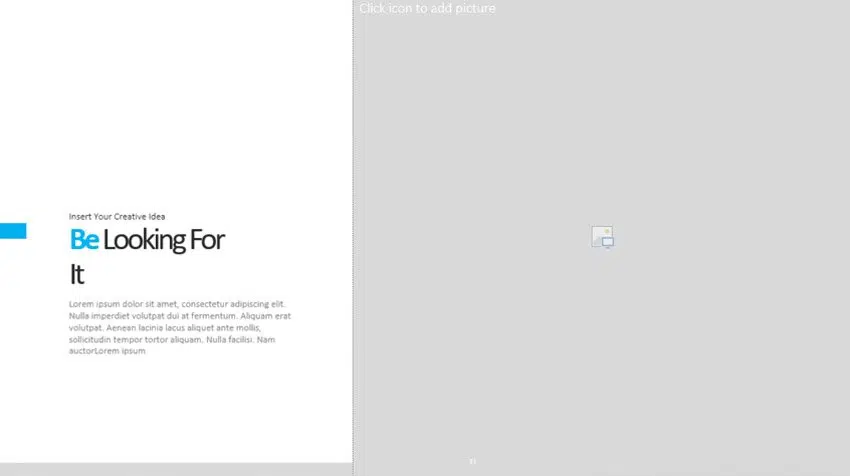 Click icon to add picture
Insert Your Creative Idea
Be Looking For
It
Lorem ipsum dolor sit amet, consectetur adipiscing elit.
Nulla imperdiet volutpat dui at fermentum. Aliquam erat
volutpat. Aenean lacinia lacus aliquet ante mollis,
sollicitudin tempor tortor aliquam. Nulla facilisi. Nam
auctorLorem ipsum